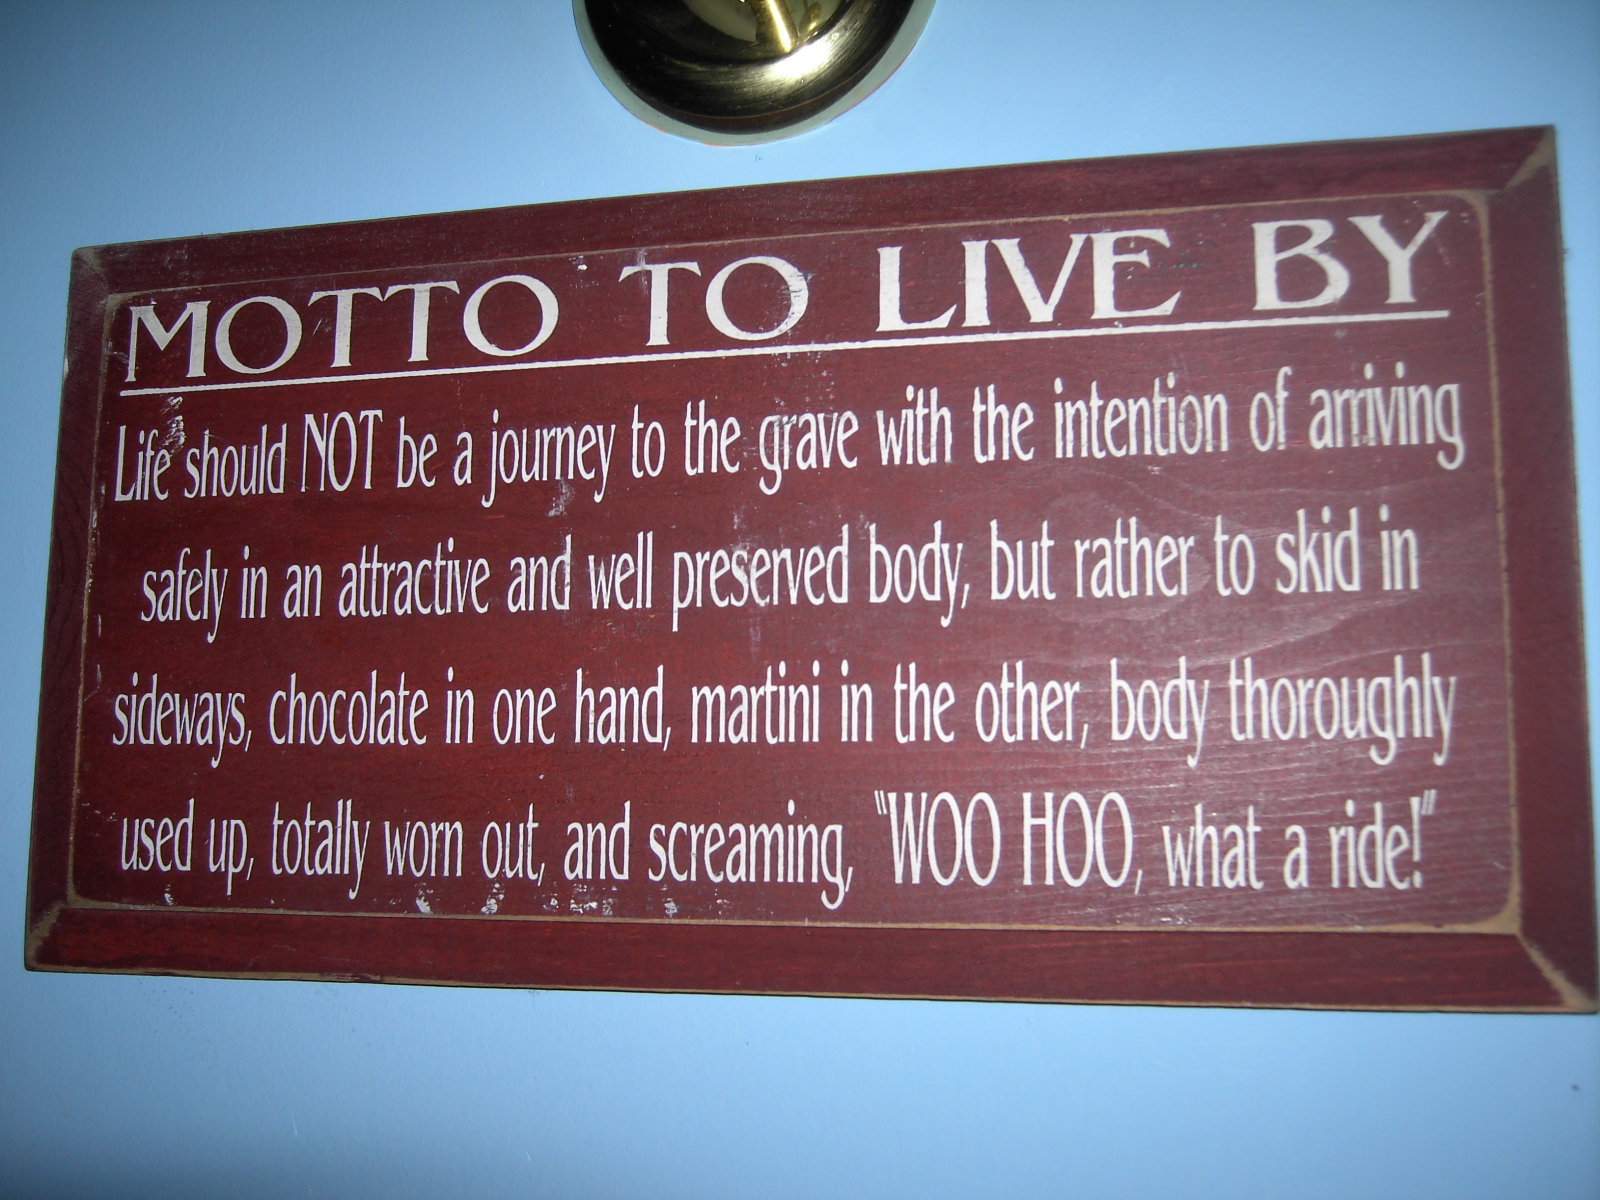 MOTTO TO LIVE BY
Life should NOT be a journey to the grave with the intention of arriving
safely in an attractive and well preserved body, but rather to skid in
sideways, chocolate in one hand, martini in the other, body thoroughly
used up, totally worn out, and screaming, "WOO HOO, what a ride!"